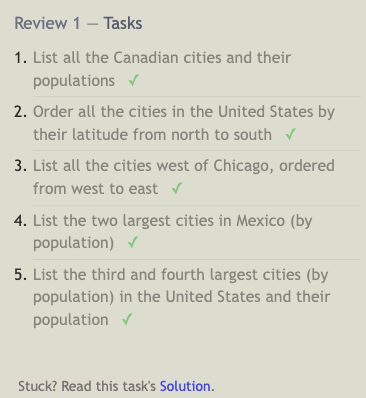 Review 1 — Tasks
1. List all the Canadian cities and their
populations ✓
2. Order all the cities in the United States by
their latitude from north to south ✓
3. List all the cities west of Chicago, ordered
from west to east ✓
4. List the two largest cities in Mexico (by
population) ✓
5. List the third and fourth largest cities (by
population) in the United States and their
population ✓
Stuck? Read this task's Solution.